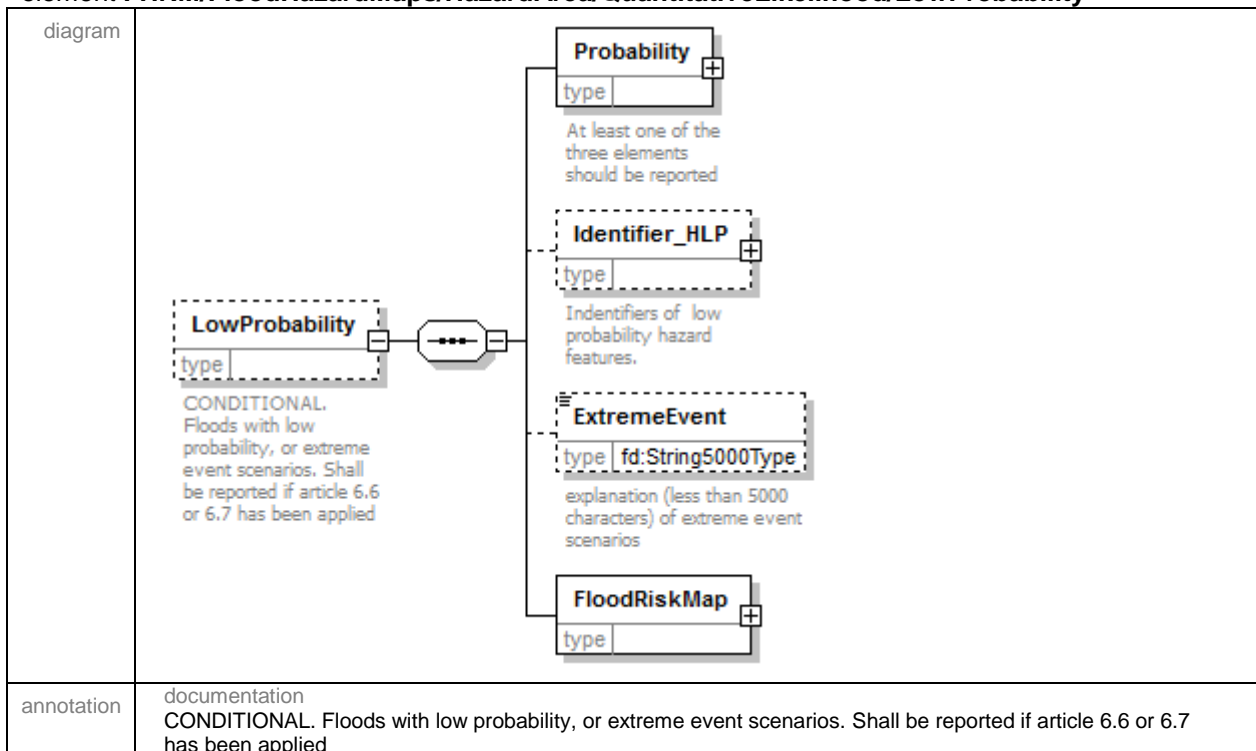 diagram
Probability
type
At least one of the
three elements
should be reported
Identifier_HLP
type
Indentifiers of low
probability hazard
features.
LowProbability
type
CONDITIONAL.
Floods with low
probability, or extreme
event scenarios. Shall
be reported if article 6.6
or 6.7 has been applied
ExtremeEvent
type fd:String5000Type
explanation (less than 5000
characters) of extreme event
scenarios
FloodRiskMap
type
annotation
documentation
CONDITIONAL. Floods with low probability, or extreme event scenarios. Shall be reported if article 6.6 or 6.7
has been applied